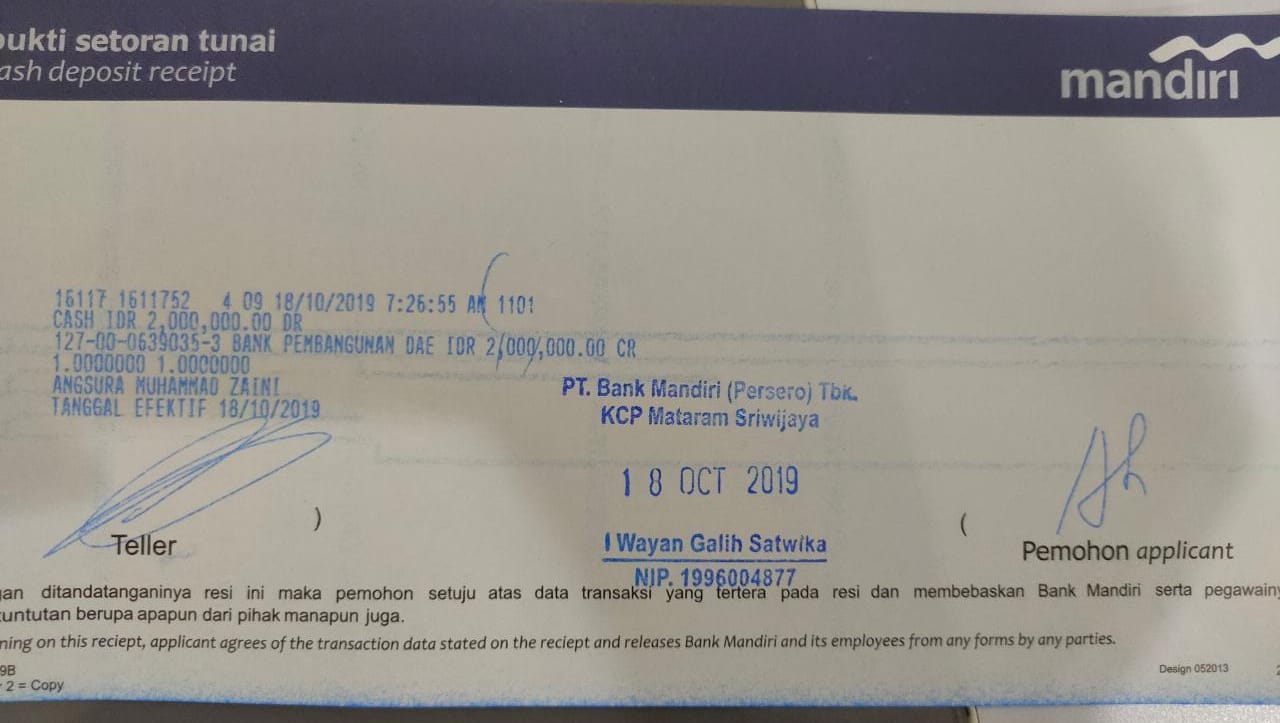 bukti setoran tunai
cash deposit receipt
mandırı
16117 1611752 4 09 18/10/2019 7:26:55 AM 1101
CASH IDR 2,000,000.00 DR
127-00-0639035-3 BANK PEMBANGUNAN DAE IDR 2,000,000.00 CR
1.0000000 1.0000000
ANGSURA MUHAMMAD ZAINI
TANGGAL EFEKTIF 18/10/2019
PT. Bank Mandiri (Persero) Tbk.
KCP Mataram Sriwijaya
18 OCT 2019
)
(
Teller
I Wayan Galih Satwika
Pemohon applicant
NIP. 1996004877
gan ditandatanganinya resi ini maka pemohon setuju atas data transaksi yang tertera pada resi dan membebaskan Bank Mandiri serta pegawainy
tuntutan berupa apapun dari pihak manapun juga.
ning on this reciept, applicant agrees of the transaction data stated on the reciept and releases Bank Mandiri and its employees from any forms by any parties.
9B
2 = Copy
Design 052013